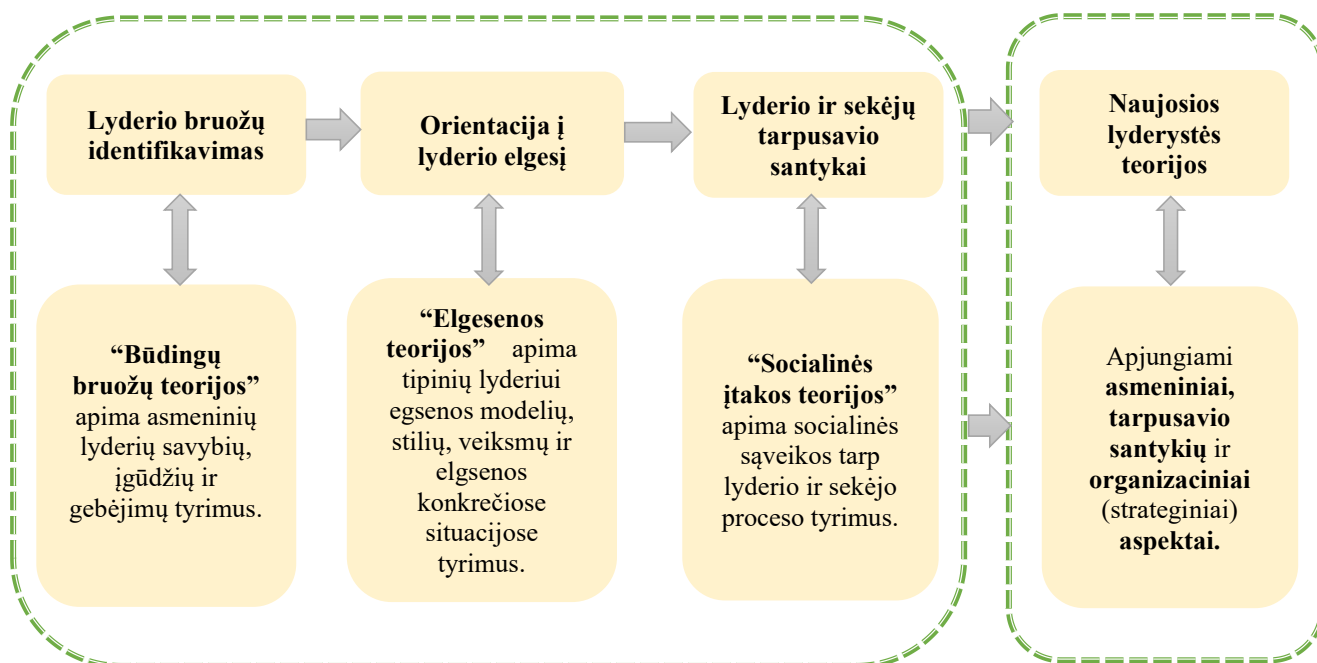 Lyderio bruožų
identifikavimas
Orientacija į
lyderio elgesį
Lyderio ir sekėjų
tarpusavio
santykai
Naujosios
lyderystės
teorijos
“Būdingų
bruožų teorijos”
apima asmeninių
lyderių savybių,
įgūdžių ir
gebėjimų tyrimus.
“Elgesenos
teorijos” apima
tipinių lyderiui
egsenos modelių,
stilių, veiksmų ir
elgsenos
konkrečiose
situacijose
tyrimus.
“Socialinės
įtakos teorijos”
apima socialinės
sąveikos tarp
lyderio ir sekėjo
proceso tyrimus.
Apjungiami
asmeniniai,
tarpusavio
santykių ir
organizaciniai
(strateginiai)
aspektai.